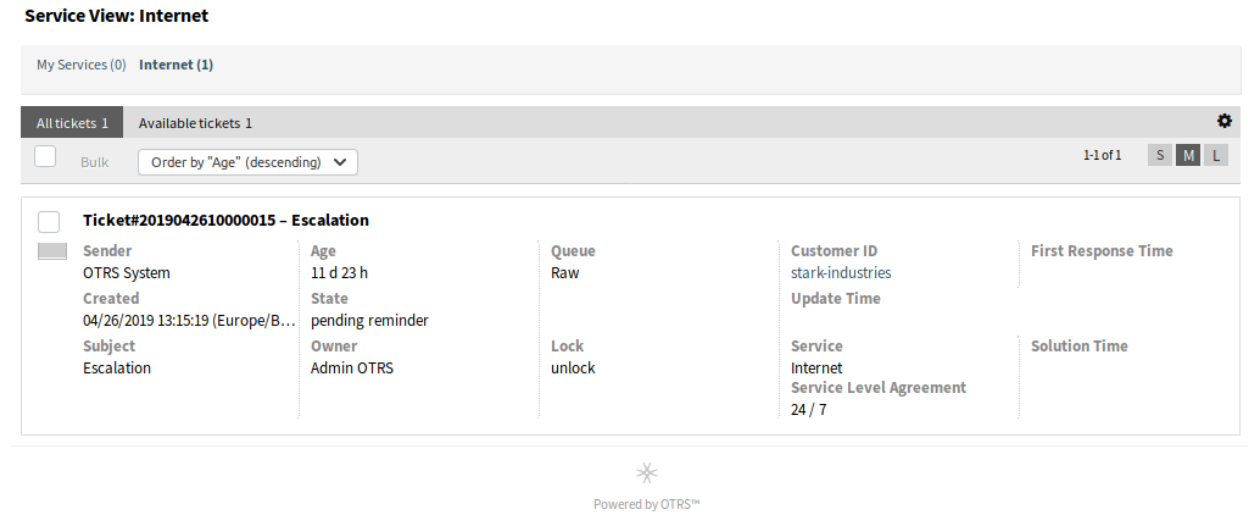 Service View: Internet
My Services (0) Internet (1)
All tickets 1 Available tickets 1
Bulk Order by "Age" (descending) 1-1 of 1 S M L
Ticket#2019042610000015 – Escalation
Sender Age Queue Customer ID First Response Time
OTRS System 11 d 23 h Raw stark-industries
Created State Update Time
04/26/2019 13:15:19 (Europe/B... pending reminder
Subject Owner Lock Service Solution Time
Escalation Admin OTRS unlock Internet
Service Level Agreement
24 / 7
Powered by OTRS™